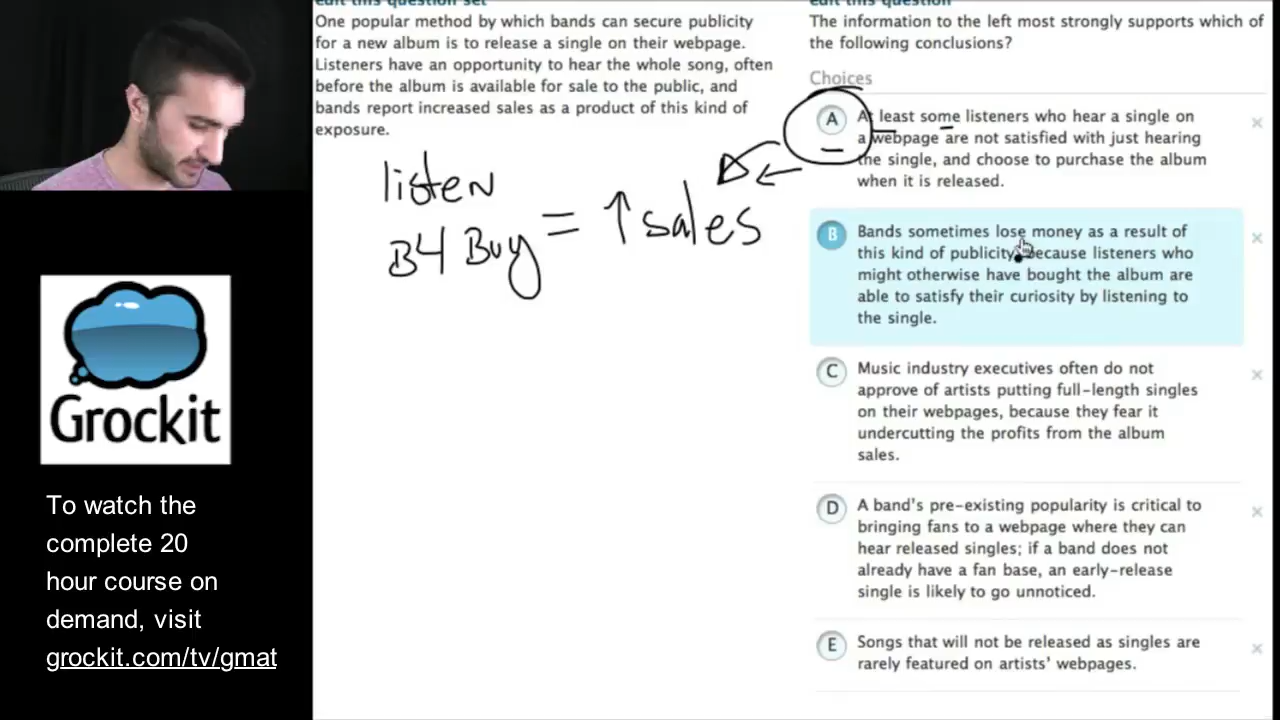 edit this question set
One popular method by which bands can secure publicity
for a new album is to release a single on their webpage.
Listeners have an opportunity to hear the whole song, often
before the album is available for sale to the public, and
bands report increased sales as a product of this kind of
exposure.
listen
B4 Buy = ↑ sales
edit this question
The information to the left most strongly supports which of
the following conclusions?
Choices
A
At least some listeners who hear a single on
a webpage are not satisfied with just hearing
the single, and choose to purchase the album
when it is released.
B
Bands sometimes lose money as a result of
this kind of publicity, because listeners who
might otherwise have bought the album are
able to satisfy their curiosity by listening to
the single.
C
Music industry executives often do not
approve of artists putting full-length singles
on their webpages, because they fear it
undercutting the profits from the album
sales.
D
A band's pre-existing popularity is critical to
bringing fans to a webpage where they can
hear released singles; if a band does not
already have a fan base, an early-release
single is likely to go unnoticed.
E
Songs that will not be released as singles are
rarely featured on artists' webpages.
Grockit
To watch the
complete 20
hour course on
demand, visit
grockit.com/tv/gmat